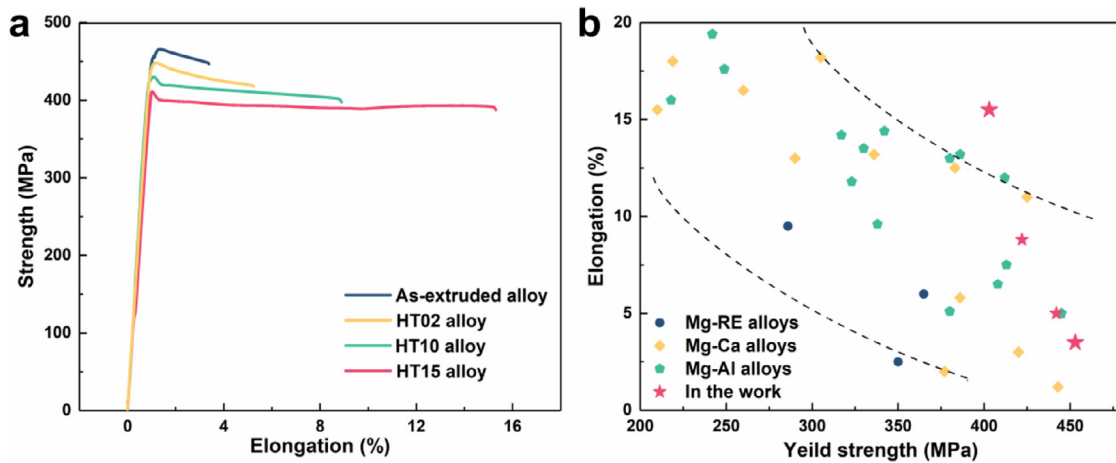 a
500
400
300
200
100
0
Strength (MPa)
0
4
8
12
16
Elongation (%)
As-extruded alloy
HT02 alloy
HT10 alloy
HT15 alloy
b
20
15
10
5
0
Elongation (%)
200
250
300
350
400
450
Yeild strength (MPa)
Mg-RE alloys
Mg-Ca alloys
Mg-Al alloys
In the work